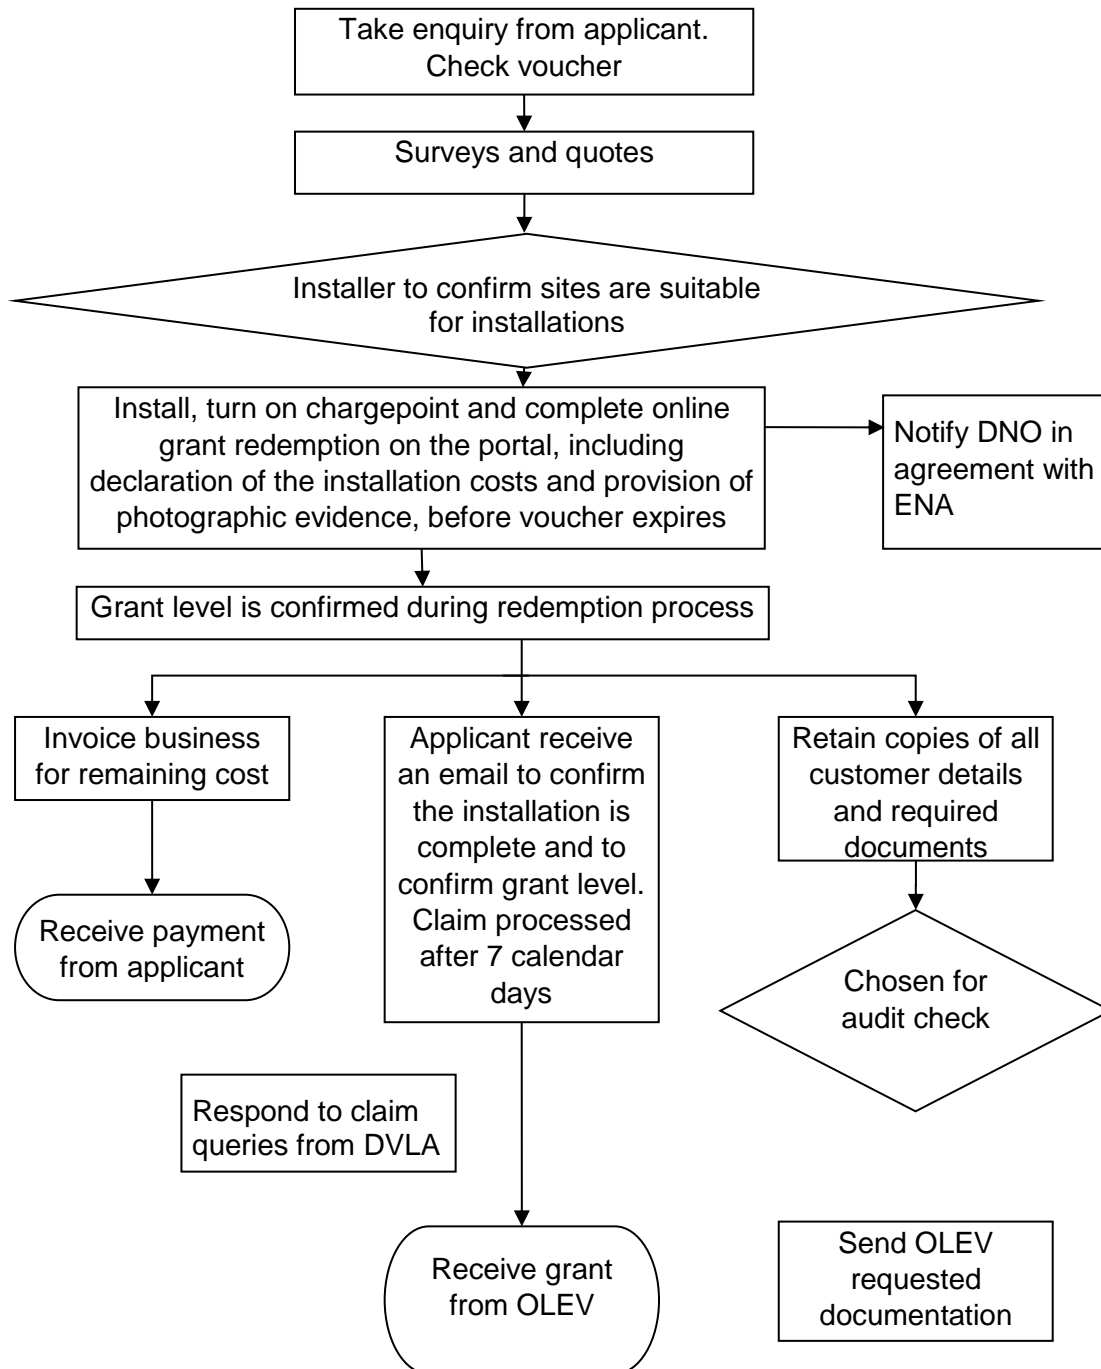 Take enquiry from applicant.
Check voucher
Surveys and quotes
Installer to confirm sites are suitable
for installations
Install, turn on chargepoint and complete online
grant redemption on the portal, including
declaration of the installation costs and provision of
photographic evidence, before voucher expires
Notify DNO in
agreement with
ENA
Grant level is confirmed during redemption process
Invoice business
for remaining cost
Receive payment
from applicant
Applicant receive
an email to confirm
the installation is
complete and to
confirm grant level.
Claim processed
after 7 calendar
days
Retain copies of all
customer details
and required
documents
Chosen for
audit check
Respond to claim
queries from DVLA
Receive grant
from OLEV
Send OLEV
requested
documentation